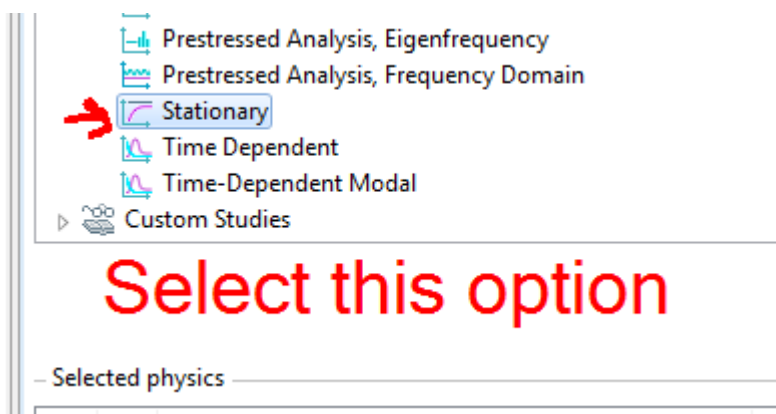 Prestressed Analysis, Eigenfrequency
Prestressed Analysis, Frequency Domain
Stationary
Time Dependent
Time-Dependent Modal
Custom Studies
Select this option
Selected physics